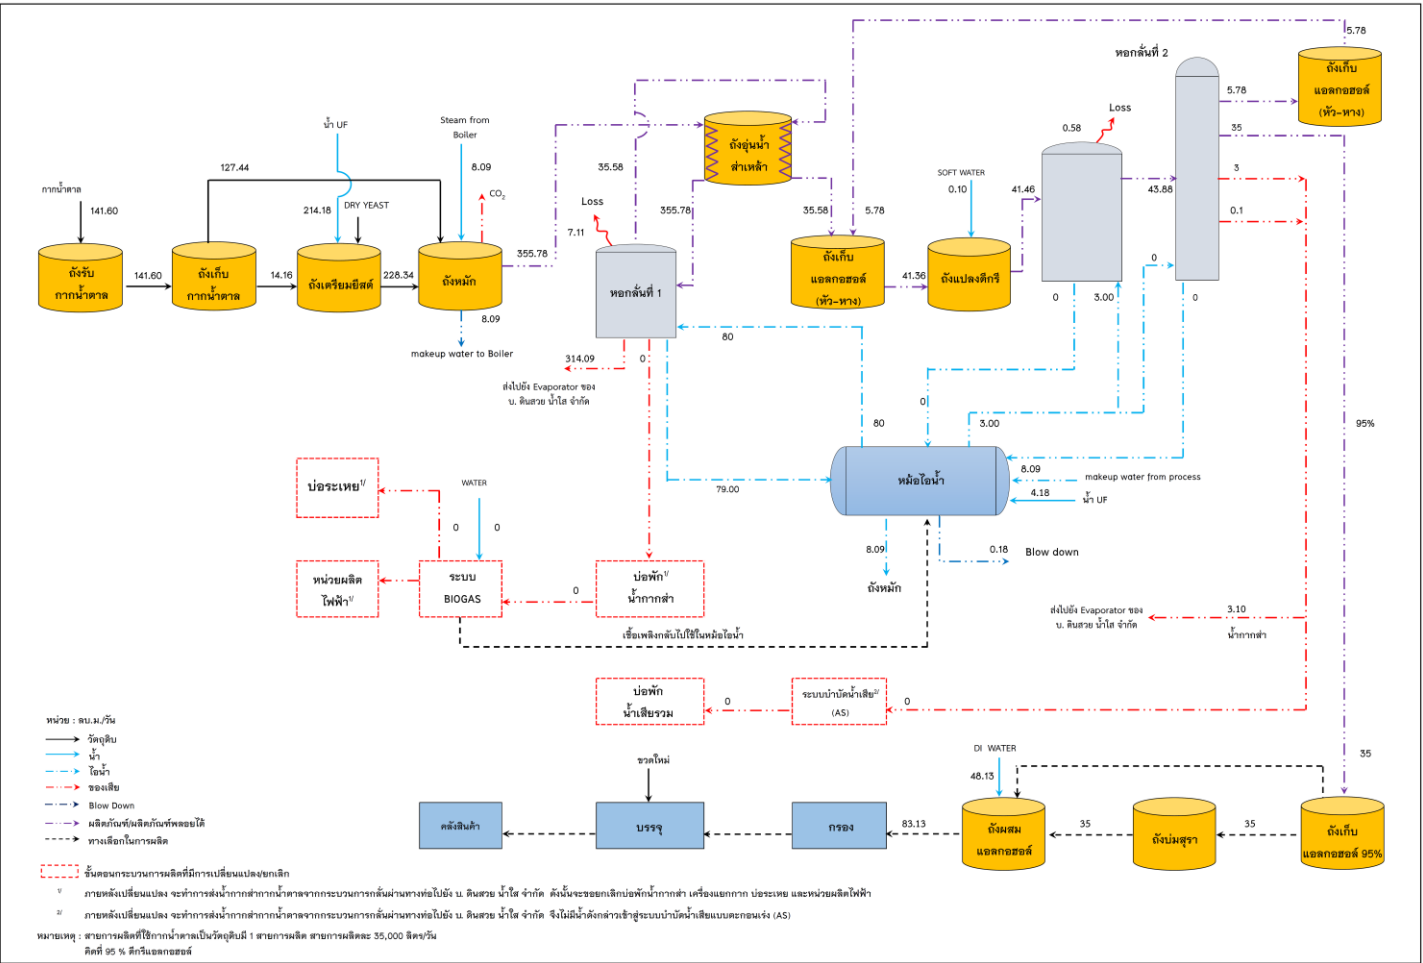 5.78
หอกลั่นที่ 2
ถังเก็บ
แอลกอฮอล์
(หัว-หาง)
5.78
35
3
0.1
Loss
0.58
น้ำ UF
Steam from
Boiler
8.09
CO2
127.44
กากน้ำตาล
141.60
214.18
DRY YEAST
ถังรับ
กากน้ำตาล
141.60
ถังเก็บ
กากน้ำตาล
14.16
ถังเตรียมยีสต์
228.34
ถังหมัก
355.78
8.09
makeup water to Boiler
ถังอุ่นน้ำ
ส่าเหล้า
35.58
355.78
35.58
5.78
Loss
7.11
หอกลั่นที่ 1
ถังเก็บ
แอลกอฮอล์
(หัว-หาง)
41.36
SOFT WATER
0.10
ถังแปลงดีกรี
41.46
43.88
0
3.00
0
0
314.09
0
80
ส่งไปยัง Evaporator ของ
บ. ดินสวย น้ำใส จำกัด
0
80
3.00
95%
หม้อไอน้ำ
79.00
8.09
makeup water from process
4.18
น้ำ UF
8.09
ถังหมัก
0.18
Blow down
บ่อระเหย1/
WATER
0
0
หน่วยผลิต
ไฟฟ้า1/
ระบบ
BIOGAS
0
บ่อพัก1/
น้ำกากส่า
เชื้อเพลิงกลับไปใช้ในหม้อไอน้ำ
ส่งไปยัง Evaporator ของ
บ. ดินสวย น้ำใส จำกัด
3.10
น้ำกากส่า
บ่อพัก
น้ำเสียรวม
0
ระบบบำบัดน้ำเสีย2/
(AS)
0
หน่วย : ลบ.ม./วัน
วัตถุดิบ
น้ำ
ไอน้ำ
ของเสีย
Blow Down
ผลิตภัณฑ์/ผลิตภัณฑ์พลอยได้
ทางเลือกในการผลิต
ขวดใหม่
DI WATER
48.13
35
คลังสินค้า
บรรจุ
กรอง
83.13
ถังผสม
แอลกอฮอล์
35
ถังบ่มสุรา
35
ถังเก็บ
แอลกอฮอล์ 95%
ขั้นตอนกระบวนการผลิตที่มีการเปลี่ยนแปลง/ยกเลิก
1/ ภายหลังเปลี่ยนแปลง จะทำการส่งน้ำกากส่ากากน้ำตาลจากกระบวนการกลั่นผ่านทางท่อไปยัง บ. ดินสวย น้ำใส จำกัด ดังนั้นจะขอยกเลิกบ่อพักน้ำกากส่า เครื่องแยกกาก บ่อระเหย และหน่วยผลิตไฟฟ้า
2/ ภายหลังเปลี่ยนแปลง จะทำการส่งน้ำกากส่ากากน้ำตาลจากกระบวนการกลั่นผ่านทางท่อไปยัง บ. ดินสวย น้ำใส จำกัด จึงไม่มีน้ำดังกล่าวเข้าสู่ระบบบำบัดน้ำเสียแบบตะกอนเร่ง (AS)
หมายเหตุ : สายการผลิตที่ใช้กากน้ำตาลเป็นวัตถุดิบมี 1 สายการผลิต สายการผลิตละ 35,000 ลิตร/วัน
คิดที่ 95 % ดีกรีแอลกอฮอล์